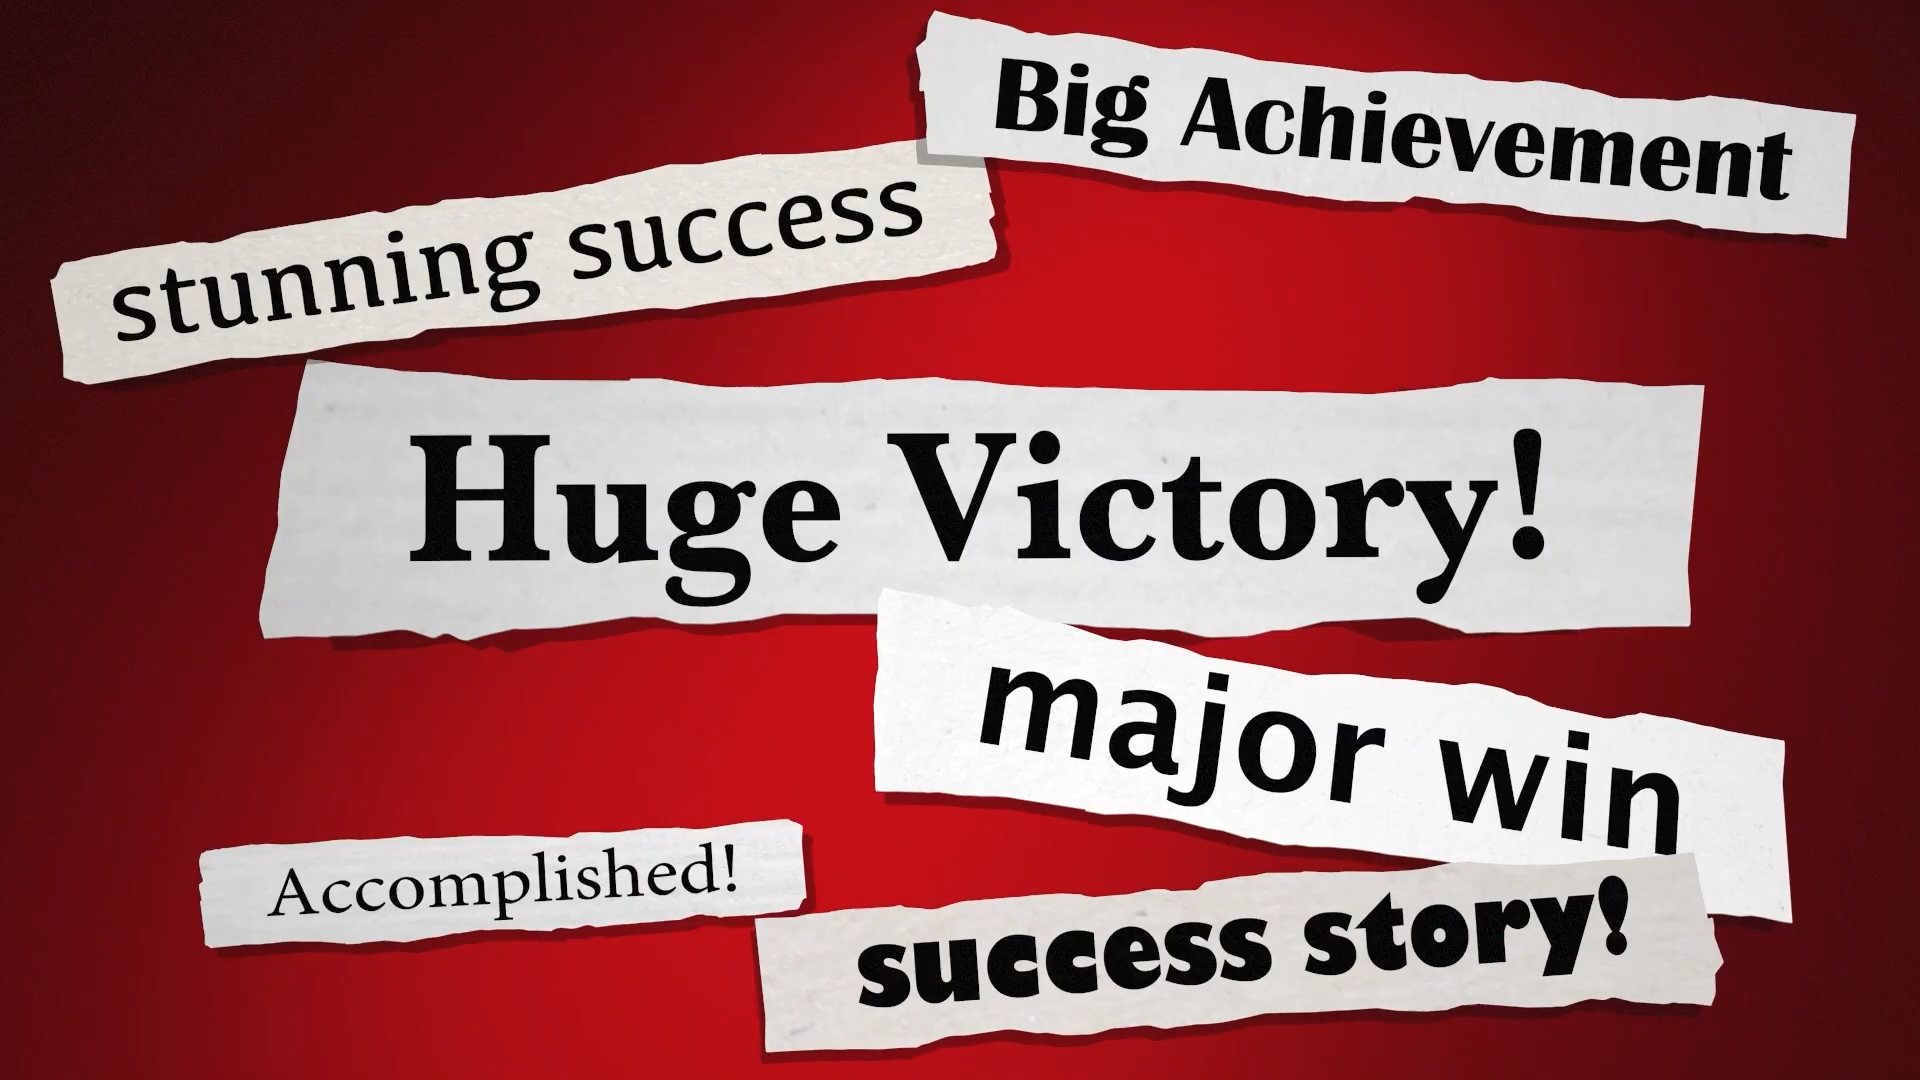 Big Achievement
stunning success
Huge Victory!
major win
Accomplished!
success story!